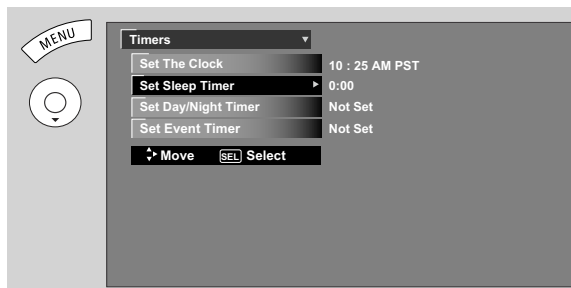 MENU
Timers
Set The Clock 10 : 25 AM PST
Set Sleep Timer 0:00
Set Day/Night Timer Not Set
Set Event Timer Not Set
Move SEL Select